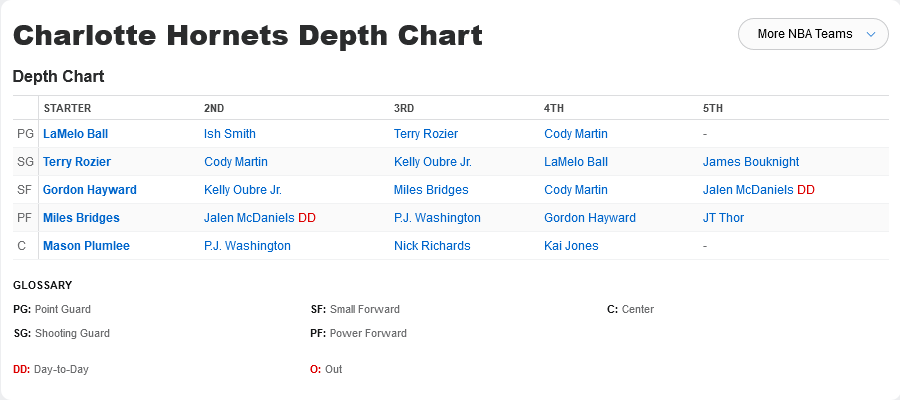 Charlotte Hornets Depth Chart
More NBA Teams
Depth Chart
STARTER 2ND 3RD 4TH 5TH
PG LaMelo Ball Ish Smith Terry Rozier Cody Martin -
SG Terry Rozier Cody Martin Kelly Oubre Jr. LaMelo Ball James Bouknight
SF Gordon Hayward Kelly Oubre Jr. Miles Bridges Cody Martin Jalen McDaniels DD
PF Miles Bridges Jalen McDaniels DD P.J. Washington Gordon Hayward JT Thor
C Mason Plumlee P.J. Washington Nick Richards Kai Jones -
GLOSSARY
PG: Point Guard SF: Small Forward C: Center
SG: Shooting Guard PF: Power Forward
DD: Day-to-Day O: Out